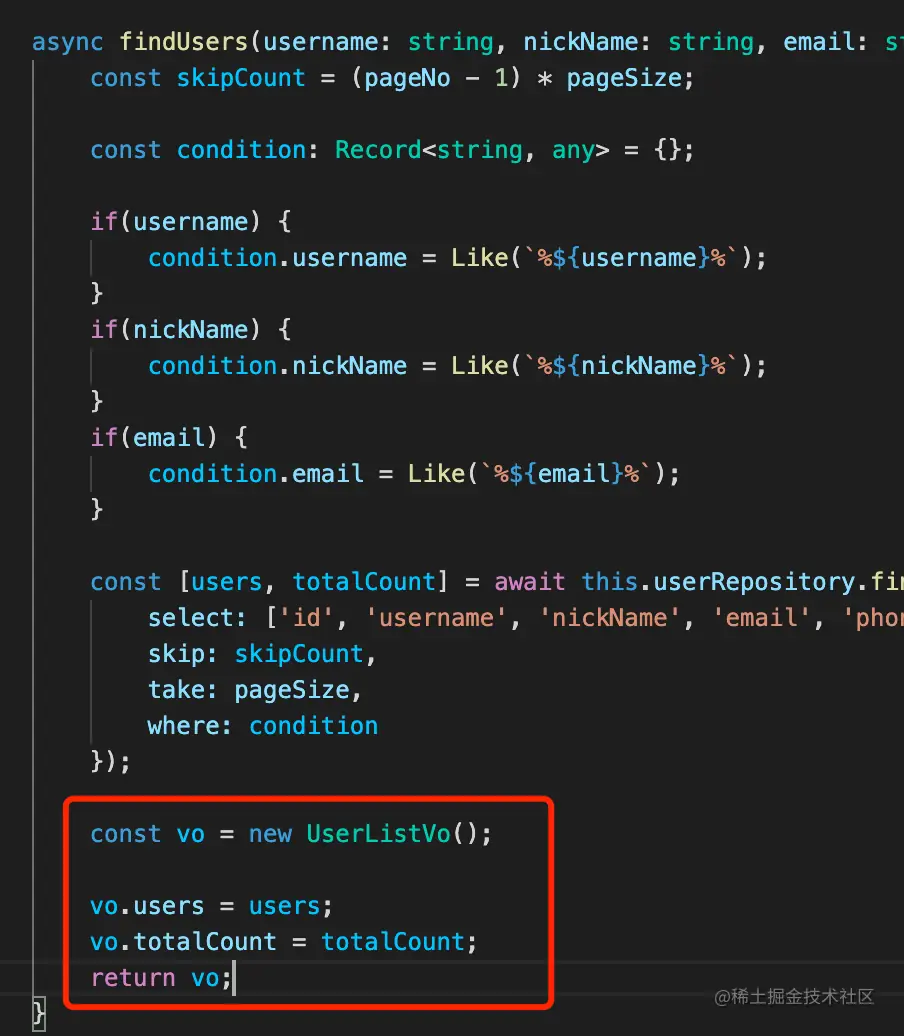 async findUsers(username: string, nickName: string, email: st
const skipCount = (pageNo - 1) * pageSize;
const condition: Record<string, any> = {};
if(username) {
condition.username = Like(`%${username}%`);
}
if(nickName) {
condition.nickName = Like(`%${nickName}%`);
}
if(email) {
condition.email = Like(`%${email}%`);
}
const [users, totalCount] = await this.userRepository.fin
select: ['id', 'username', 'nickName', 'email', 'phon
skip: skipCount,
take: pageSize,
where: condition
});
const vo = new UserListVo();
vo.users = users;
vo.totalCount = totalCount;
return vo;
}
@稀土掘金技术社区